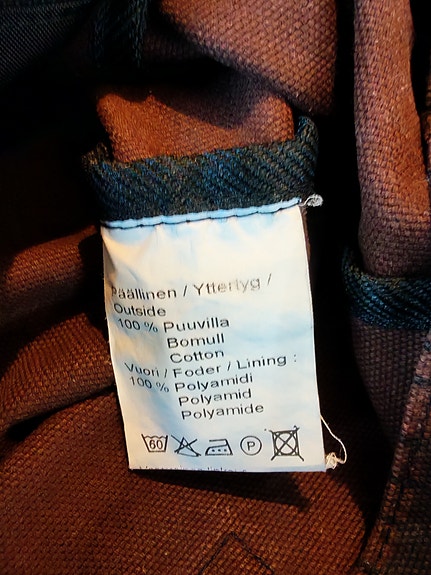 Päällinen / Ytterlyg /
Outside
100 % Puuvilla
Bomull
Cotton
Vuori / Foder / Lining :
100 % Polyamidi
Polyamid
Polyamide
60 P